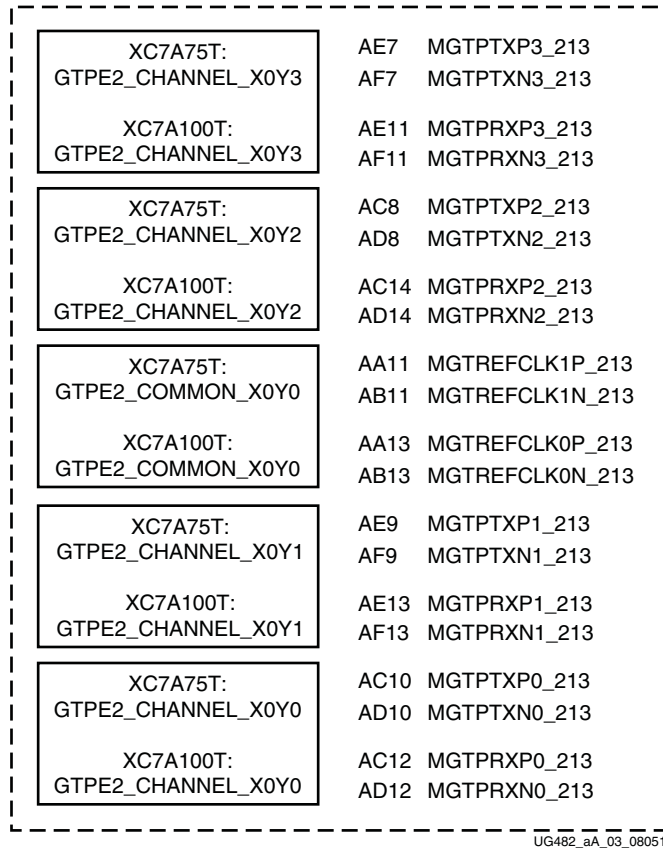 XC7A75T:
GTPE2_CHANNEL_X0Y3
XC7A100T:
GTPE2_CHANNEL_X0Y3
AE7 MGTPTXP3_213
AF7 MGTPTXN3_213
AE11 MGTPRXP3_213
AF11 MGTPRXN3_213
XC7A75T:
GTPE2_CHANNEL_X0Y2
XC7A100T:
GTPE2_CHANNEL_X0Y2
AC8 MGTPTXP2_213
AD8 MGTPTXN2_213
AC14 MGTPRXP2_213
AD14 MGTPRXN2_213
XC7A75T:
GTPE2_COMMON_X0Y0
XC7A100T:
GTPE2_COMMON_X0Y0
AA11 MGTREFCLK1P_213
AB11 MGTREFCLK1N_213
AA13 MGTREFCLK0P_213
AB13 MGTREFCLK0N_213
XC7A75T:
GTPE2_CHANNEL_X0Y1
XC7A100T:
GTPE2_CHANNEL_X0Y1
AE9 MGTPTXP1_213
AF9 MGTPTXN1_213
AE13 MGTPRXP1_213
AF13 MGTPRXN1_213
XC7A75T:
GTPE2_CHANNEL_X0Y0
XC7A100T:
GTPE2_CHANNEL_X0Y0
AC10 MGTPTXP0_213
AD10 MGTPTXN0_213
AC12 MGTPRXP0_213
AD12 MGTPRXN0_213
UG482_aA_03_08051